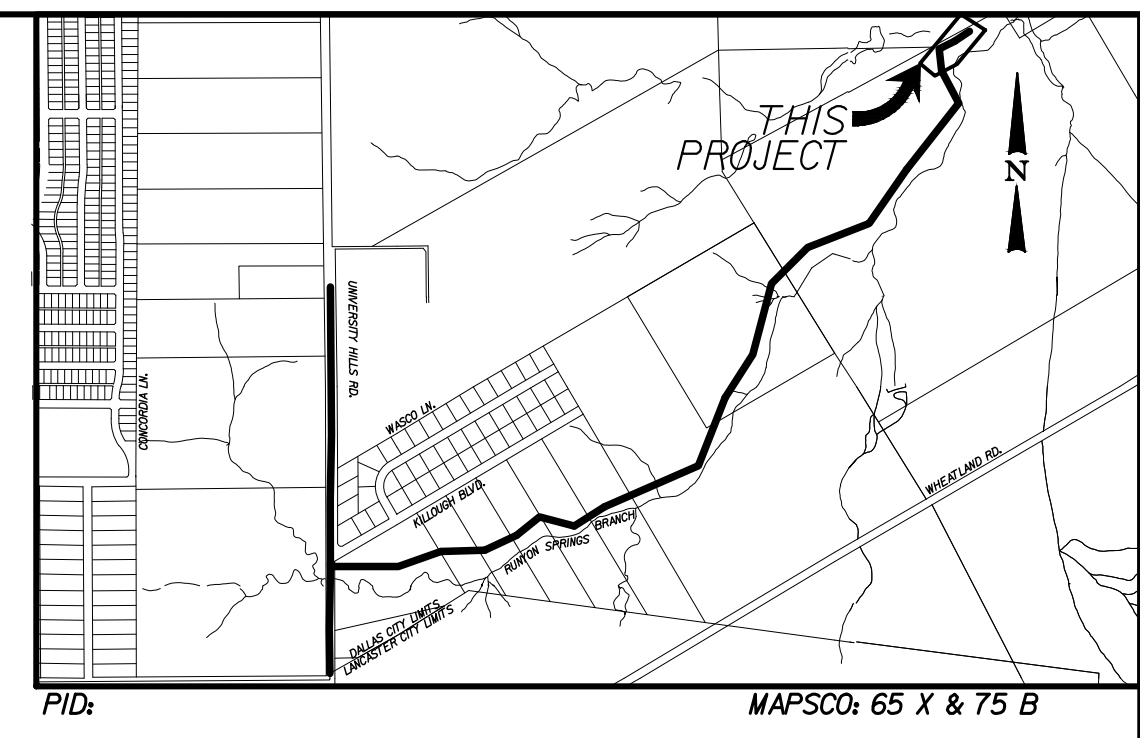 THIS
PROJECT
N
UNIVERSITY HILLS RD.
CONCORDIA LN.
WASCO LN.
KILLOUGH BLVD.
WHEATLAND RD.
RUNYON SPRINGS BRANCH
DALLAS CITY LIMITS
LANCASTER CITY LIMITS
PID:
MAPSCO: 65 X & 75 B